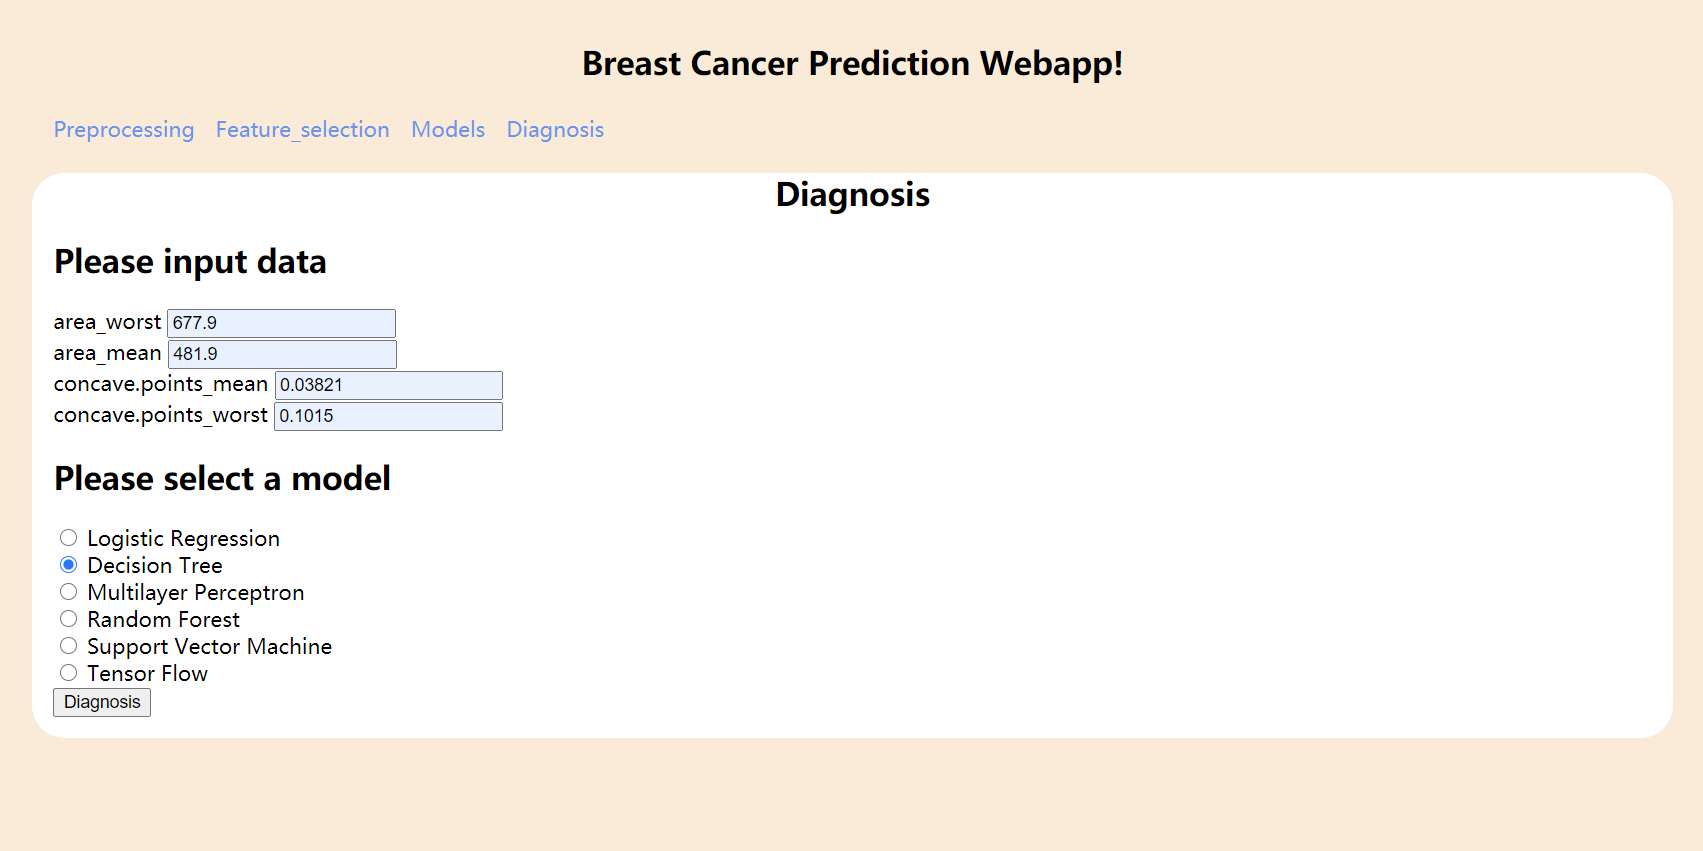 Breast Cancer Prediction Webapp!
Preprocessing Feature_selection Models Diagnosis
Diagnosis
Please input data
area_worst 677.9
area_mean 481.9
concave.points_mean 0.03821
concave.points_worst 0.1015
Please select a model
Logistic Regression
Decision Tree
Multilayer Perceptron
Random Forest
Support Vector Machine
Tensor Flow
Diagnosis